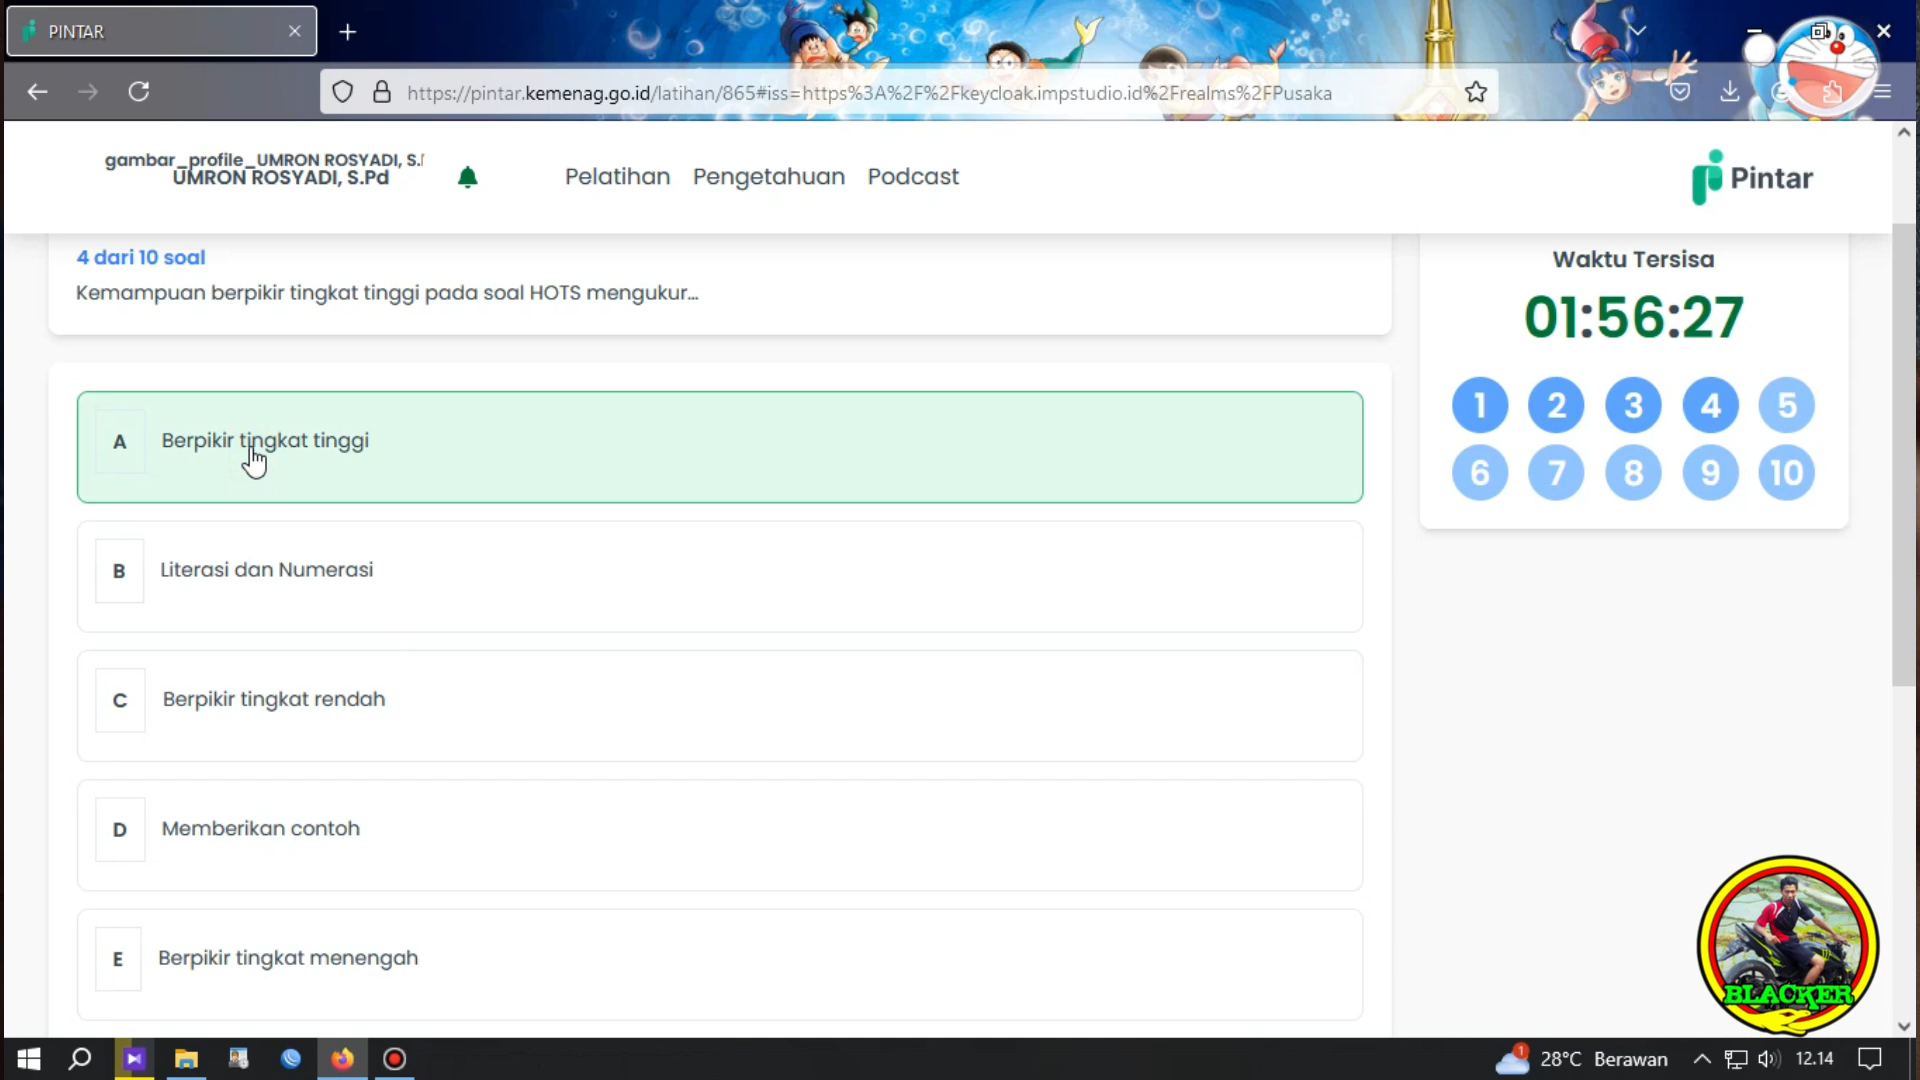 PINTAR
https://pintar.kemenag.go.id/latihan/865#iss=https%3A%2F%2Fkeycloak.impstudio.id%2Frealms%2FPusaka
gambar_profile_UMRON ROSYADI, S.I
UMRON ROSYADI, S.Pd
Pelatihan Pengetahuan Podcast
Pintar
4 dari 10 soal
Kemampuan berpikir tingkat tinggi pada soal HOTS mengukur...
Waktu Tersisa
01:56:27
1 2 3 4 5
6 7 8 9 10
A Berpikir tingkat tinggi
B Literasi dan Numerasi
C Berpikir tingkat rendah
D Memberikan contoh
E Berpikir tingkat menengah
BLACKER
1
28°C Berawan
12.14